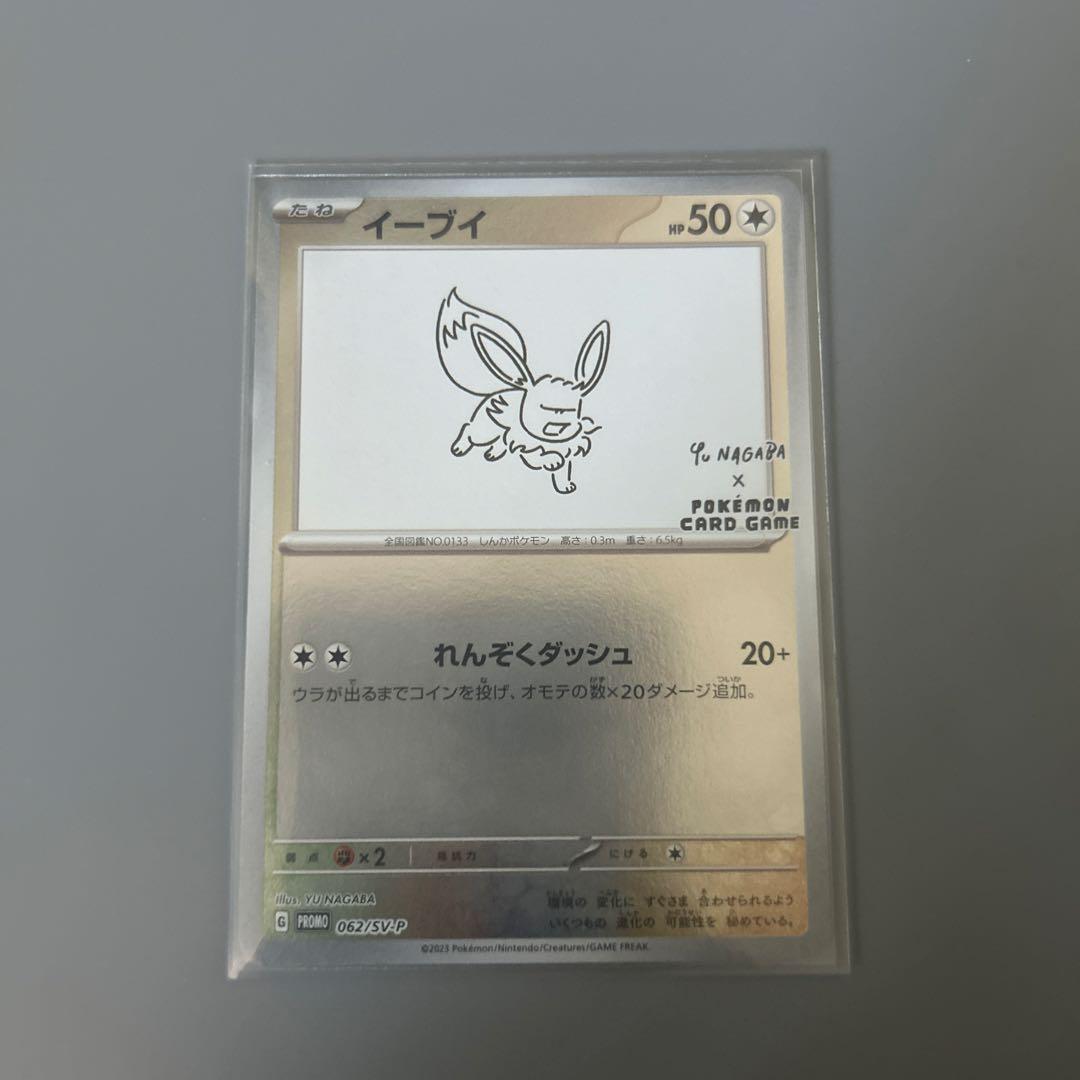 たね イーブイ HP 50
Yu NAGABA
×
POKÉMON
CARD GAME
全国図鑑NO.0133 しんかポケモン 高さ:0.3m 重さ:6.5kg
れんぞくダッシュ 20+
ウラが出るまでコインを投げ、オモテの数×20ダメージ追加。
弱点 ×2 抵抗力 にげる
Illus. YU NAGABA
G PROMO 062/SV-P
環境の 変化に すぐさま 合わせられるよう
いくつもの 進化の 可能性を 秘めている。
©2023 Pokémon/Nintendo/Creatures/GAME FREAK.